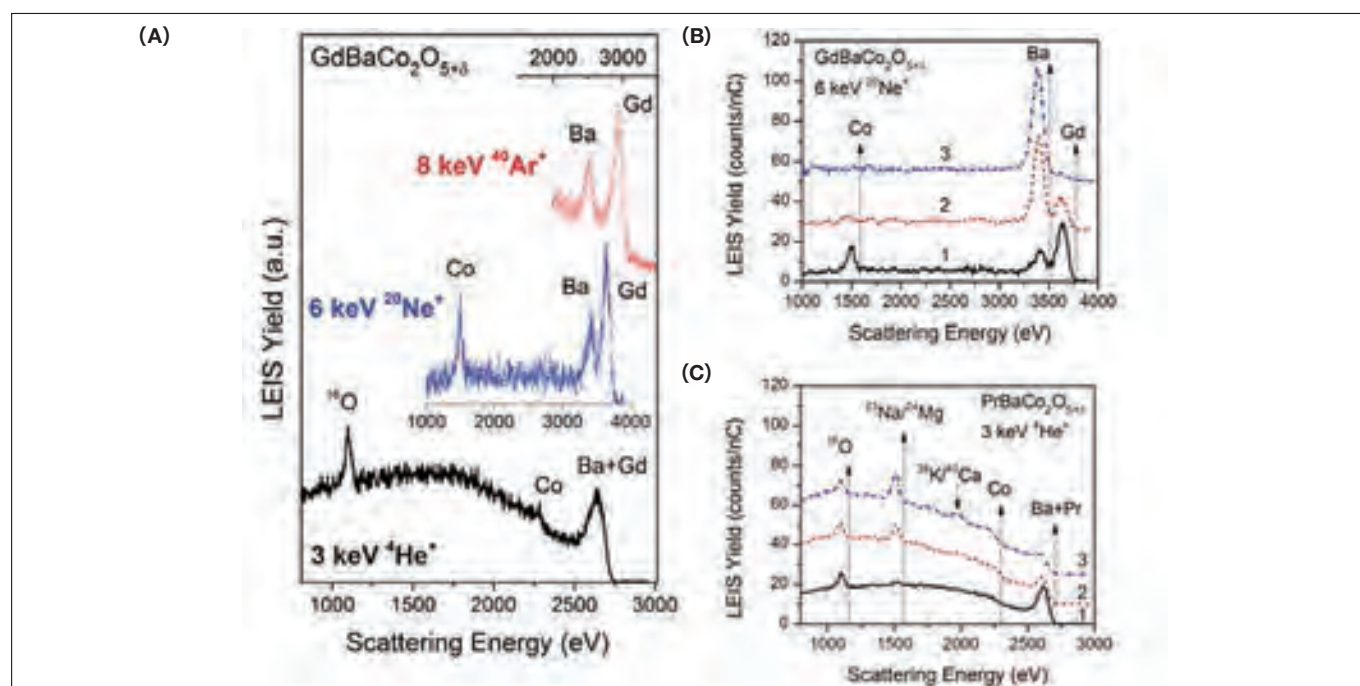 (A)
GdBaCo₂O₅₊δ
2000 3000
Gd
Ba
8 keV ⁴⁰Ar⁺
Co
Ba
Gd
6 keV ²⁰Ne⁺
1000 2000 3000 4000
¹⁶O
Co
Ba+Gd
3 keV ⁴He⁺
LEIS Yield (a.u.)
1000 1500 2000 2500 3000
Scattering Energy (eV)
(B)
120
100
80
60
40
20
0
GdBaCo₂O₅₊δ
6 keV ²⁰Ne⁺
Ba
Co
Gd
3
2
1
LEIS Yield (counts/nC)
1000 1500 2000 2500 3000 3500 4000
Scattering Energy (eV)
(C)
120
100
80
60
40
20
0
PrBaCo₂O₅₊δ
3 keV ⁴He⁺
¹⁶O
²³Na/²⁴Mg
³⁹K/⁴⁰Ca
Co
Ba+Pr
3
2
1
LEIS Yield (counts/nC)
1000 1500 2000 2500 3000
Scattering Energy (eV)